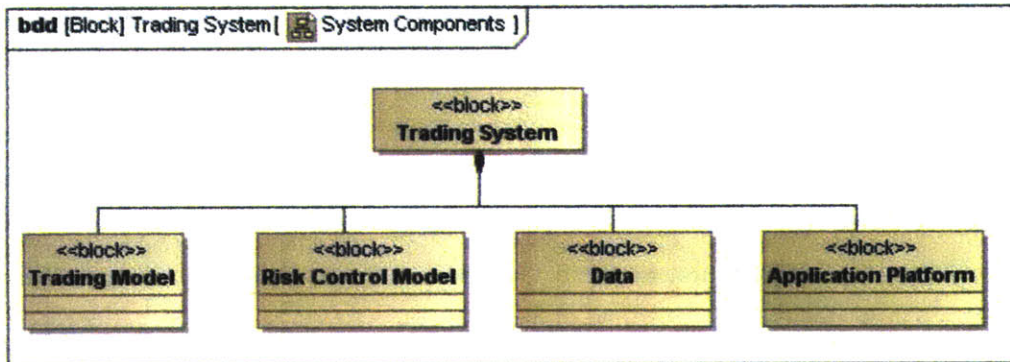 bdd [Block] Trading System [ System Components ]
<<block>>
Trading System
<<block>>
Trading Model
<<block>>
Risk Control Model
<<block>>
Data
<<block>>
Application Platform